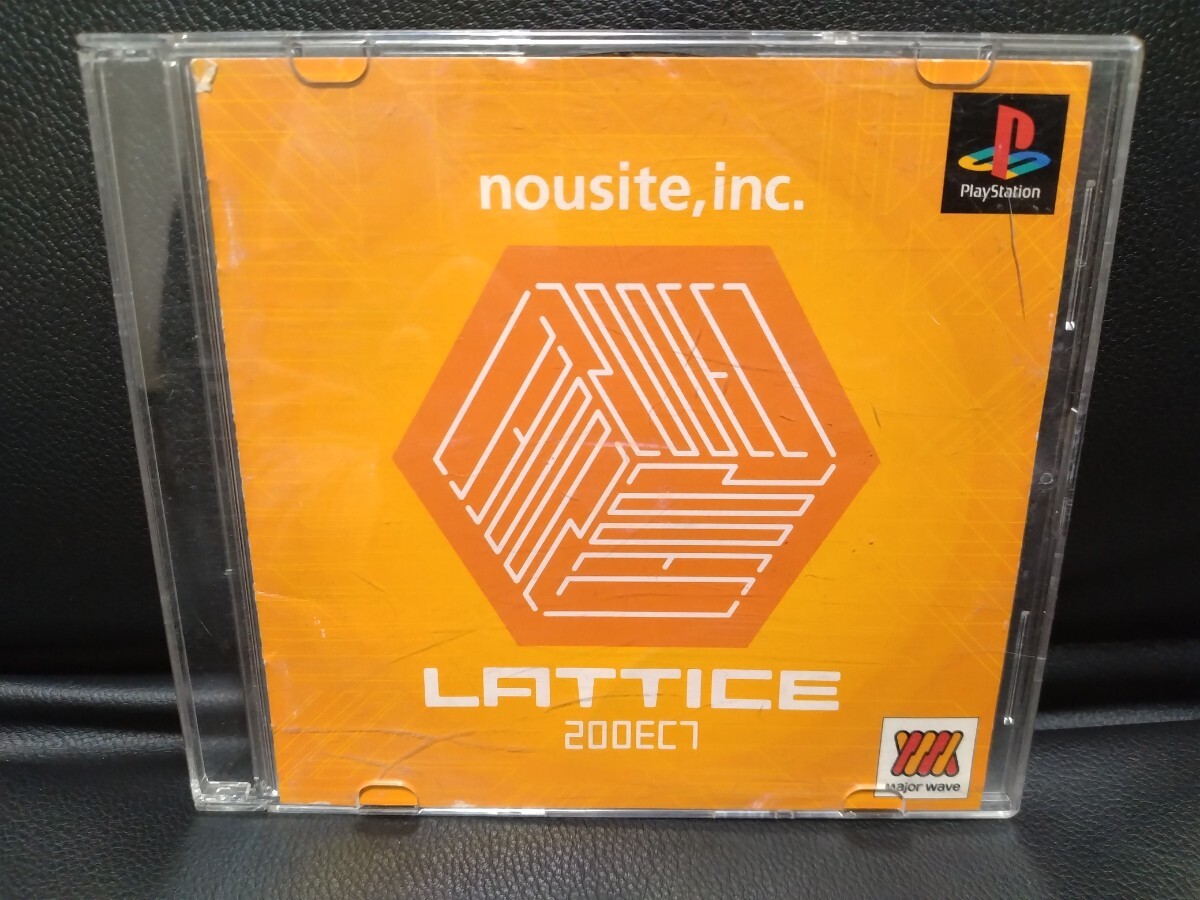 PlayStation
nousite,inc.
LATTICE
200EC7
Major wave